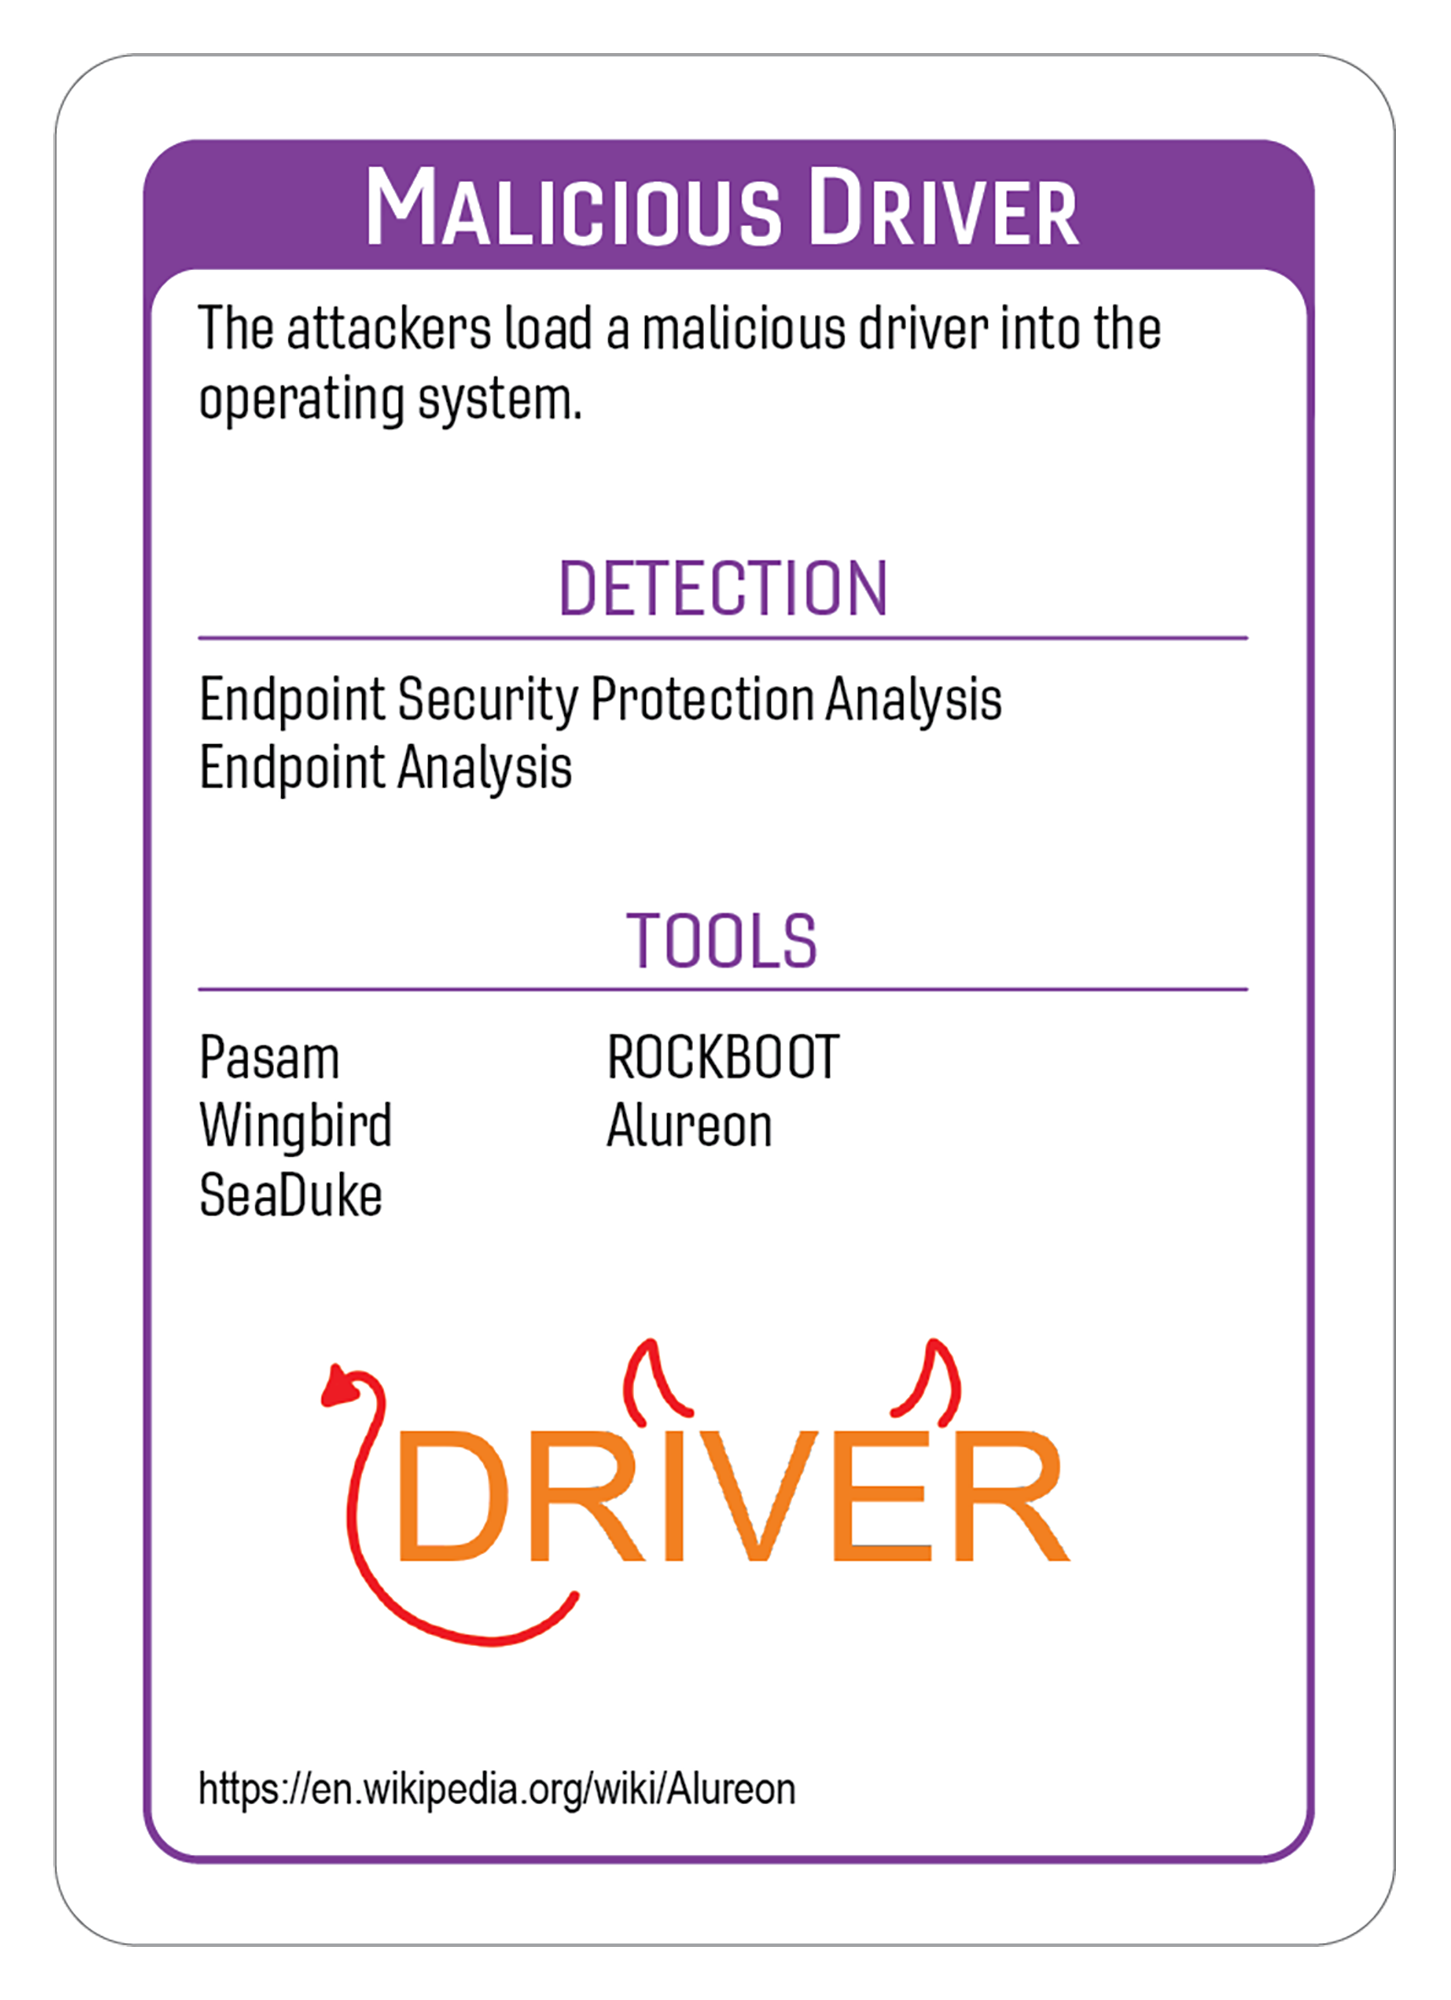 Malicious Driver
The attackers load a malicious driver into the
operating system.
DETECTION
Endpoint Security Protection Analysis
Endpoint Analysis
TOOLS
Pasam
Wingbird
SeaDuke
ROCKBOOT
Alureon
DRIVER
https://en.wikipedia.org/wiki/Alureon